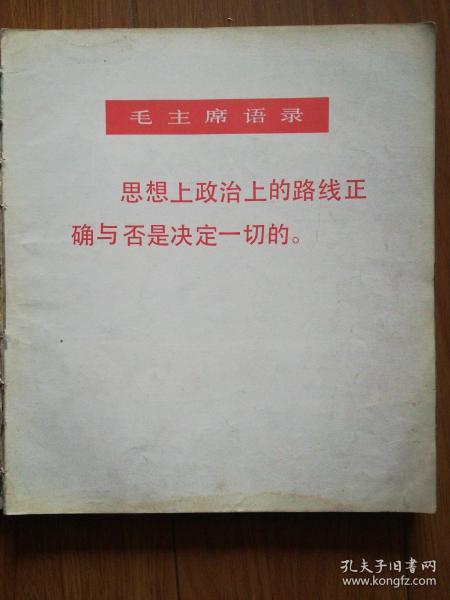 毛主席语录
思想上政治上的路线正
确与否是决定一切的。
孔夫子旧书网
www.kongfz.com